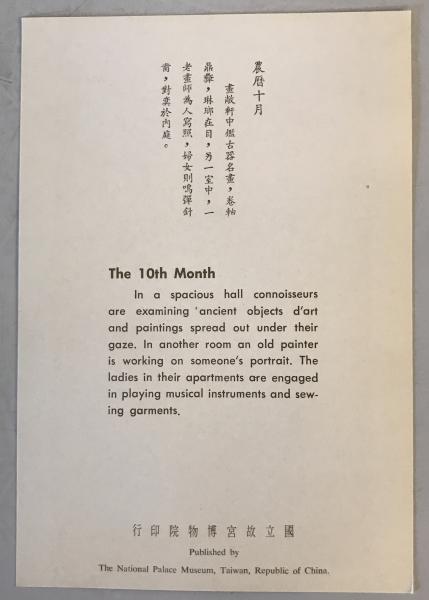 農曆十月
畫敞軒中鑑古器名畫，卷軸
鼎彝，琳瑯在目，另一室中，一
老畫師為人寫照，婦女則鳴彈針
黹，對奕於內庭。
The 10th Month
In a spacious hall connoisseurs
are examining ancient objects d'art
and paintings spread out under their
gaze. In another room an old painter
is working on someone's portrait. The
ladies in their apartments are engaged
in playing musical instruments and sew-
ing garments.
行印院物博宮故立國
Published by
The National Palace Museum, Taiwan, Republic of China.